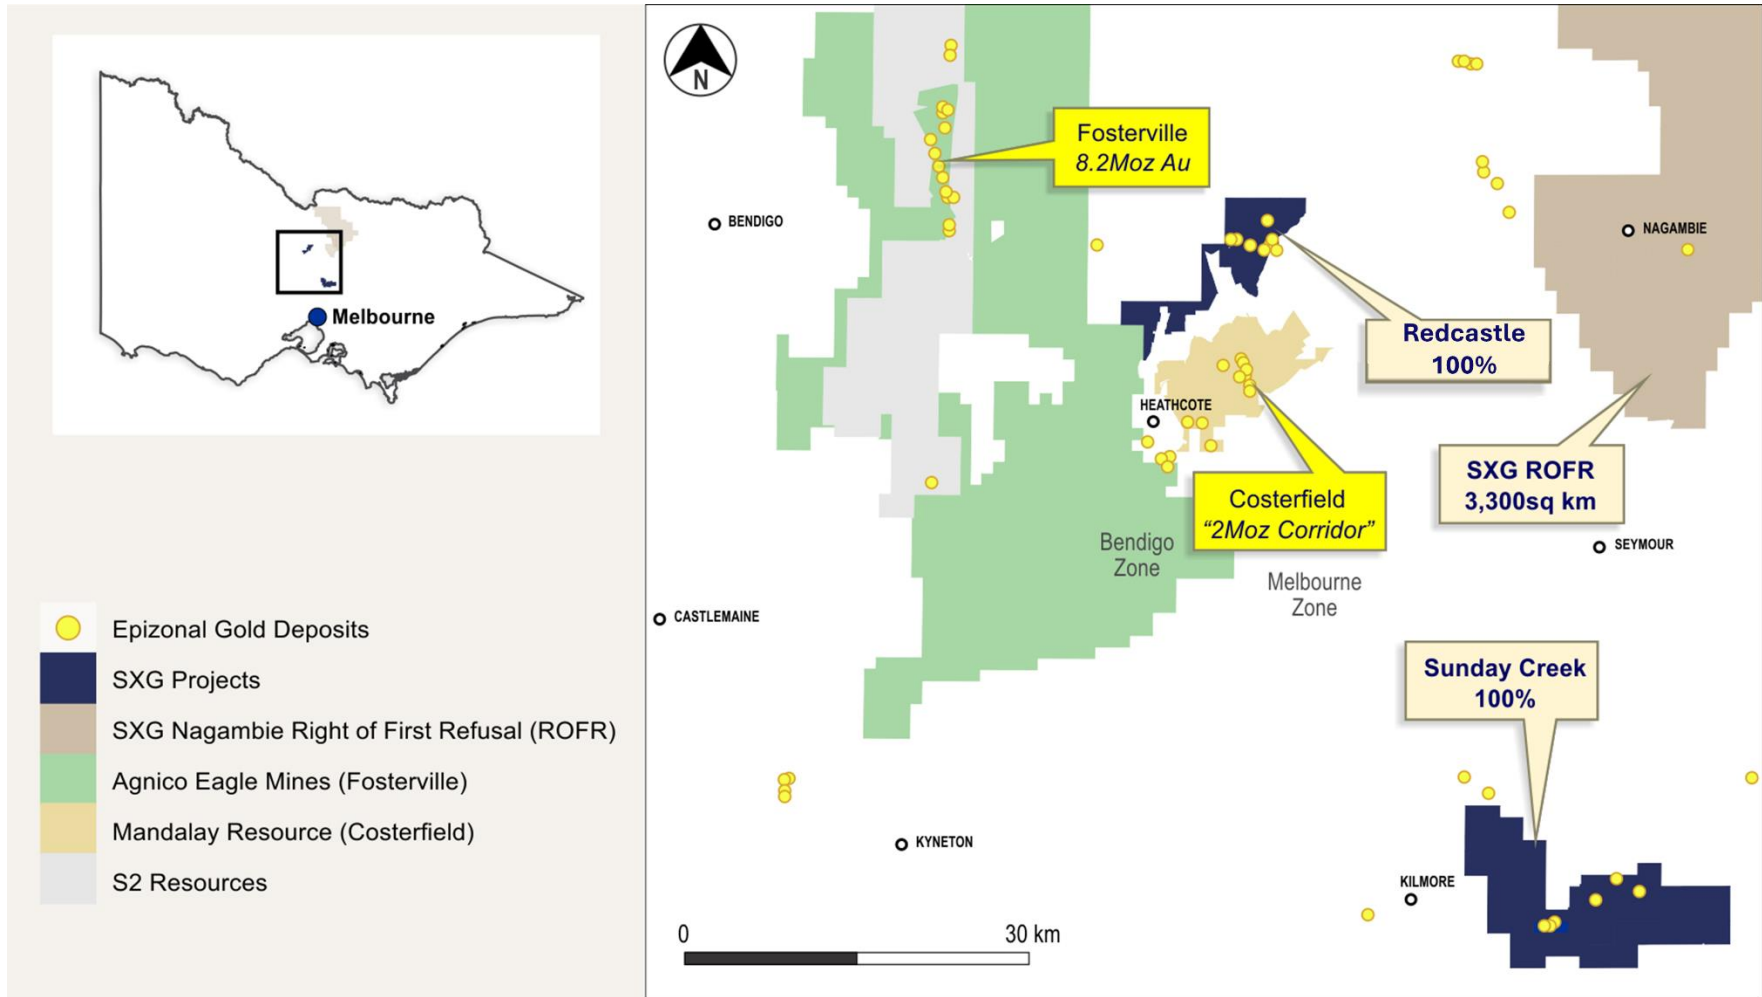 Melbourne
Epizonal Gold Deposits
SXG Projects
SXG Nagambie Right of First Refusal (ROFR)
Agnico Eagle Mines (Fosterville)
Mandalay Resource (Costerfield)
S2 Resources
N
Fosterville
8.2Moz Au
BENDIGO
NAGAMBIE
Redcastle
100%
HEATHCOTE
SXG ROFR
3,300sq km
Costerfield
“2Moz Corridor”
Bendigo
Zone
SEYMOUR
Melbourne
Zone
CASTLEMAINE
Sunday Creek
100%
KYNETON
KILMORE
0
30 km